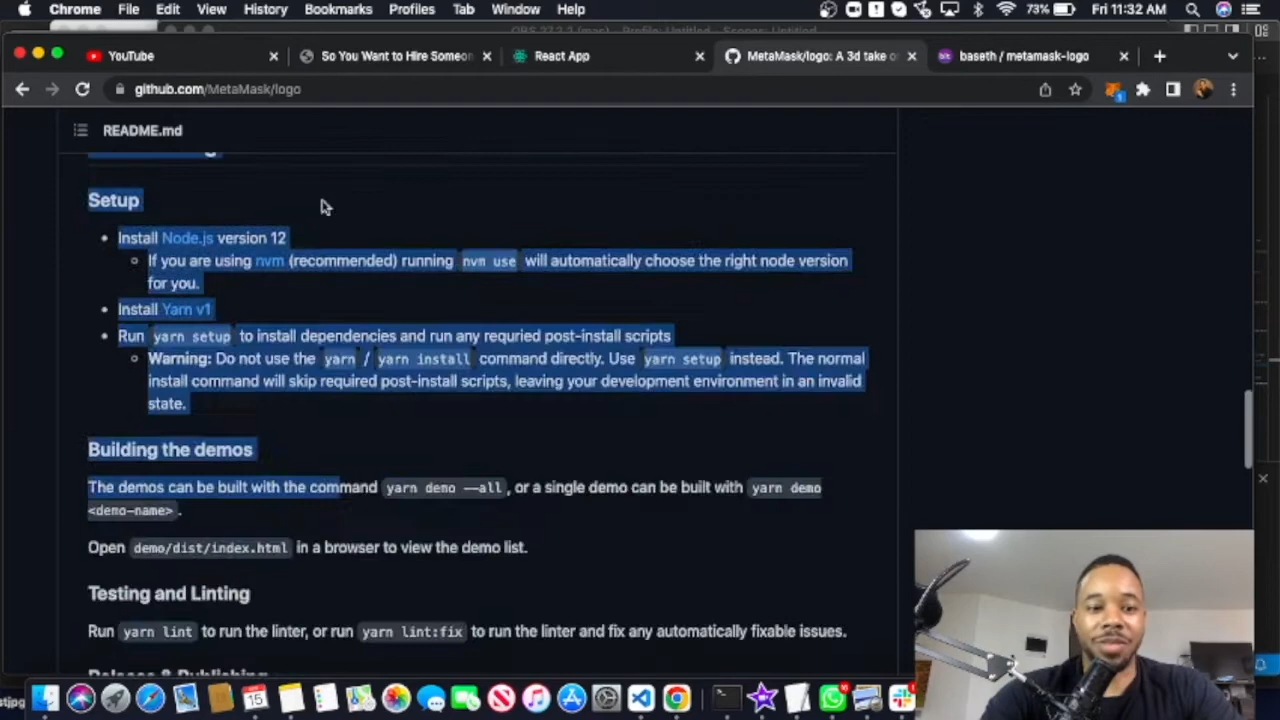 Chrome File Edit View History Bookmarks Profiles Tab Window Help 73% Fri 11:32 AM
YouTube So You Want to Hire Someon React App MetaMask/logo: A 3d take o baseth / metamask-logo
github.com/MetaMask/logo
README.md
Setup
Install Node.js version 12
If you are using nvm (recommended) running nvm use will automatically choose the right node version
for you.
Install Yarn v1
Run yarn setup to install dependencies and run any requried post-install scripts
Warning: Do not use the yarn / yarn install command directly. Use yarn setup instead. The normal
install command will skip required post-install scripts, leaving your development environment in an invalid
state.
Building the demos
The demos can be built with the command yarn demo --all, or a single demo can be built with yarn demo
<demo-name>.
Open demo/dist/index.html in a browser to view the demo list.
Testing and Linting
Run yarn lint to run the linter, or run yarn lint:fix to run the linter and fix any automatically fixable issues.
Release & Publishing